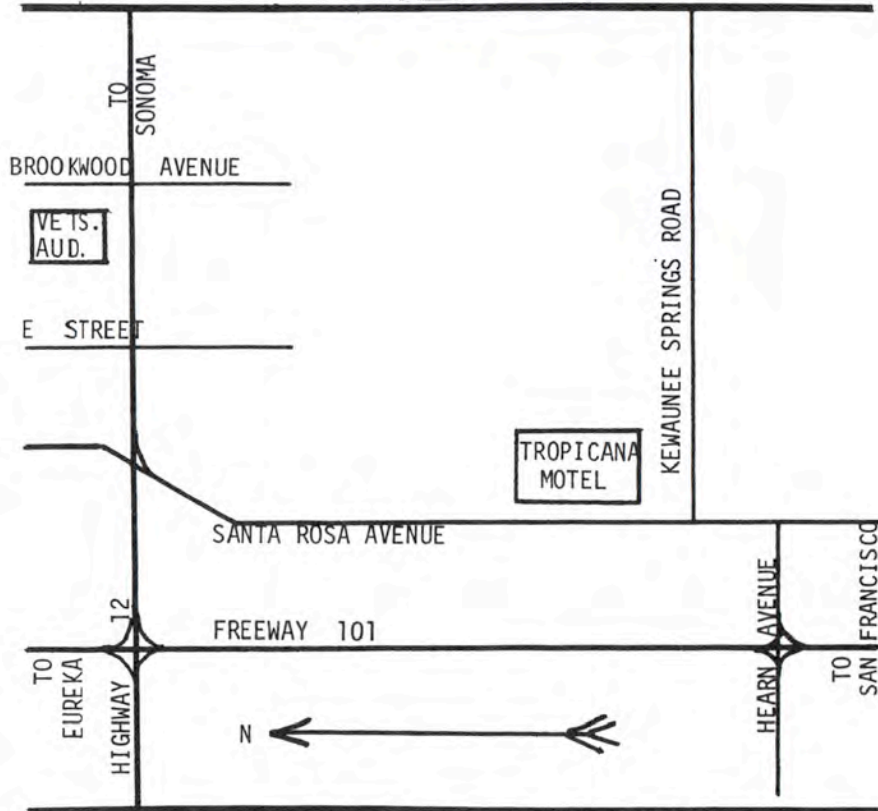 TO
SONOMA
BROOKWOOD AVENUE
VETS.
AUD.
E STREET
KEWAUNEE SPRINGS ROAD
TROPICANA
MOTEL
SANTA ROSA AVENUE
HIGHWAY 12
FREEWAY 101
HEARN AVENUE
TO
EUREKA
TO
SAN FRANCISCO
N